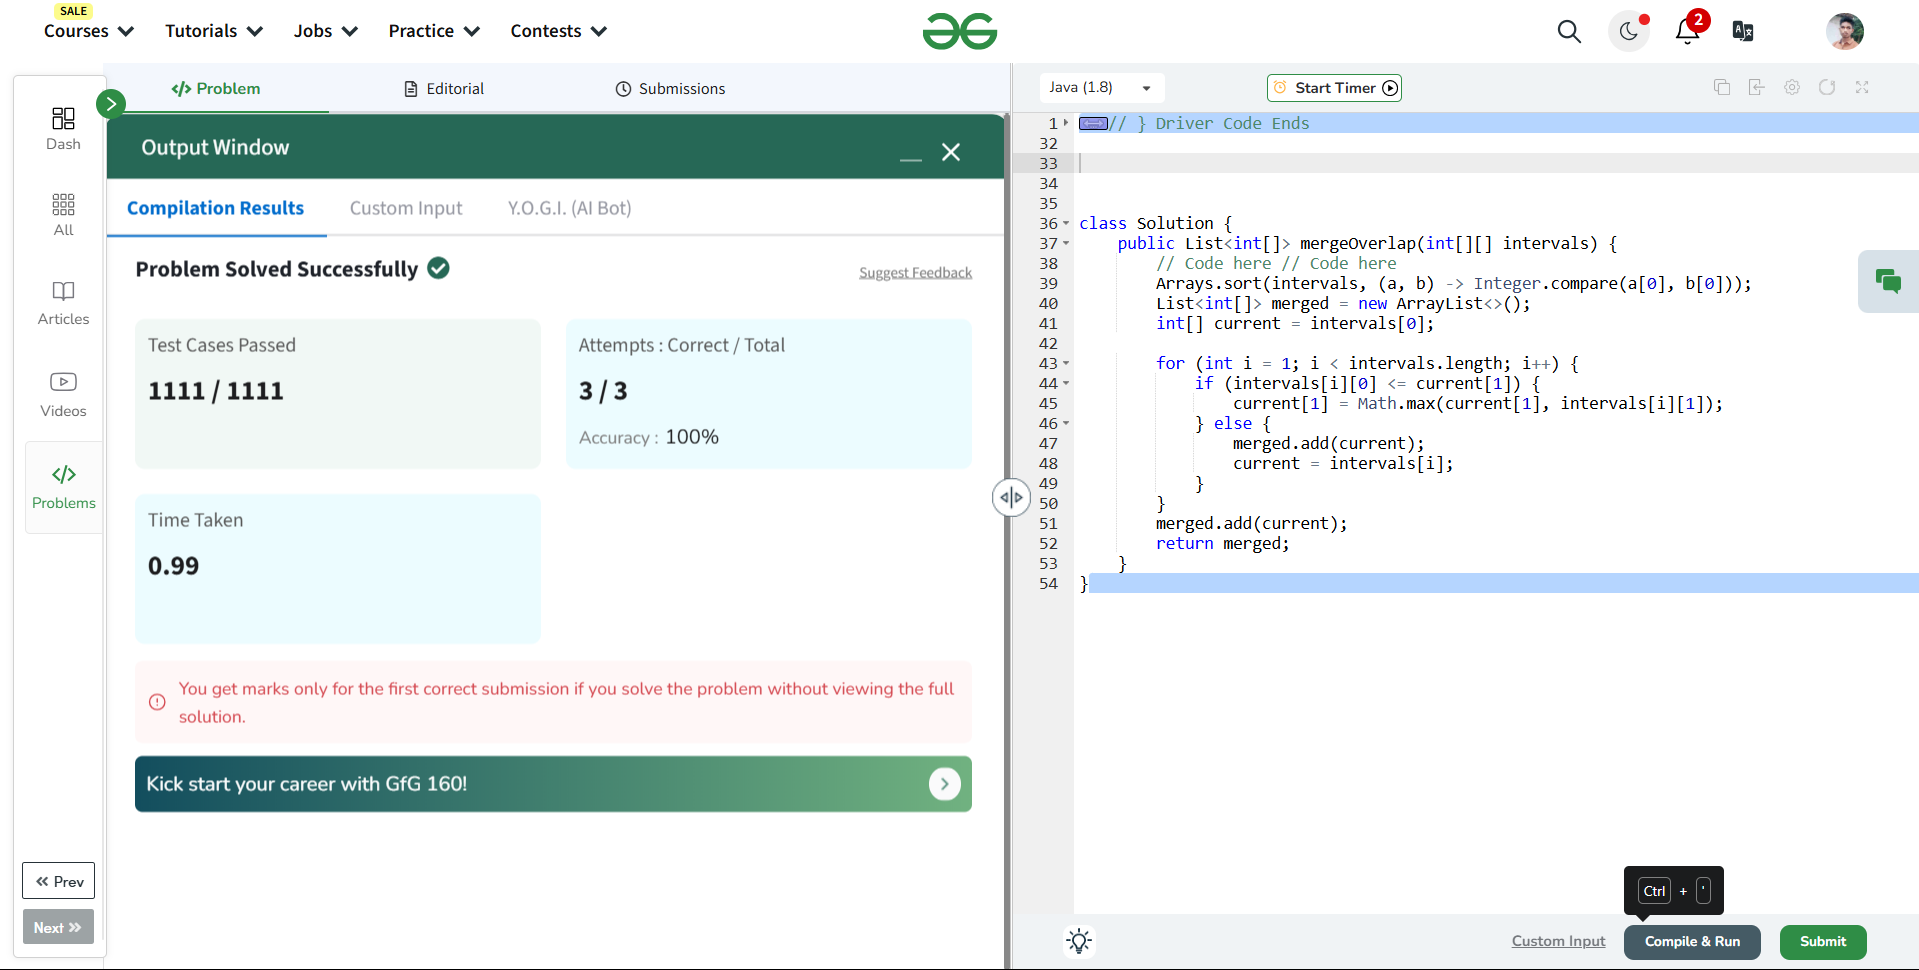 SALE
Courses
Tutorials
Jobs
Practice
Contests
2
Dash
All
Articles
Videos
Problems
Prev
Next
Problem
Editorial
Submissions
Output Window
Compilation Results
Custom Input
Y.O.G.I. (AI Bot)
Problem Solved Successfully
Suggest Feedback
Test Cases Passed
1111 / 1111
Attempts : Correct / Total
3 / 3
Accuracy : 100%
Time Taken
0.99
You get marks only for the first correct submission if you solve the problem without viewing the full
solution.
Kick start your career with GfG 160!
Java (1.8)
Start Timer
1 // } Driver Code Ends
32
33
34
35
36 class Solution {
37     public List<int[]> mergeOverlap(int[][] intervals) {
38         // Code here // Code here
39         Arrays.sort(intervals, (a, b) -> Integer.compare(a[0], b[0]));
40         List<int[]> merged = new ArrayList<>();
41         int[] current = intervals[0];
42
43         for (int i = 1; i < intervals.length; i++) {
44             if (intervals[i][0] <= current[1]) {
45                 current[1] = Math.max(current[1], intervals[i][1]);
46             } else {
47                 merged.add(current);
48                 current = intervals[i];
49             }
50         }
51         merged.add(current);
52         return merged;
53     }
54 }
Ctrl + '
Custom Input
Compile & Run
Submit